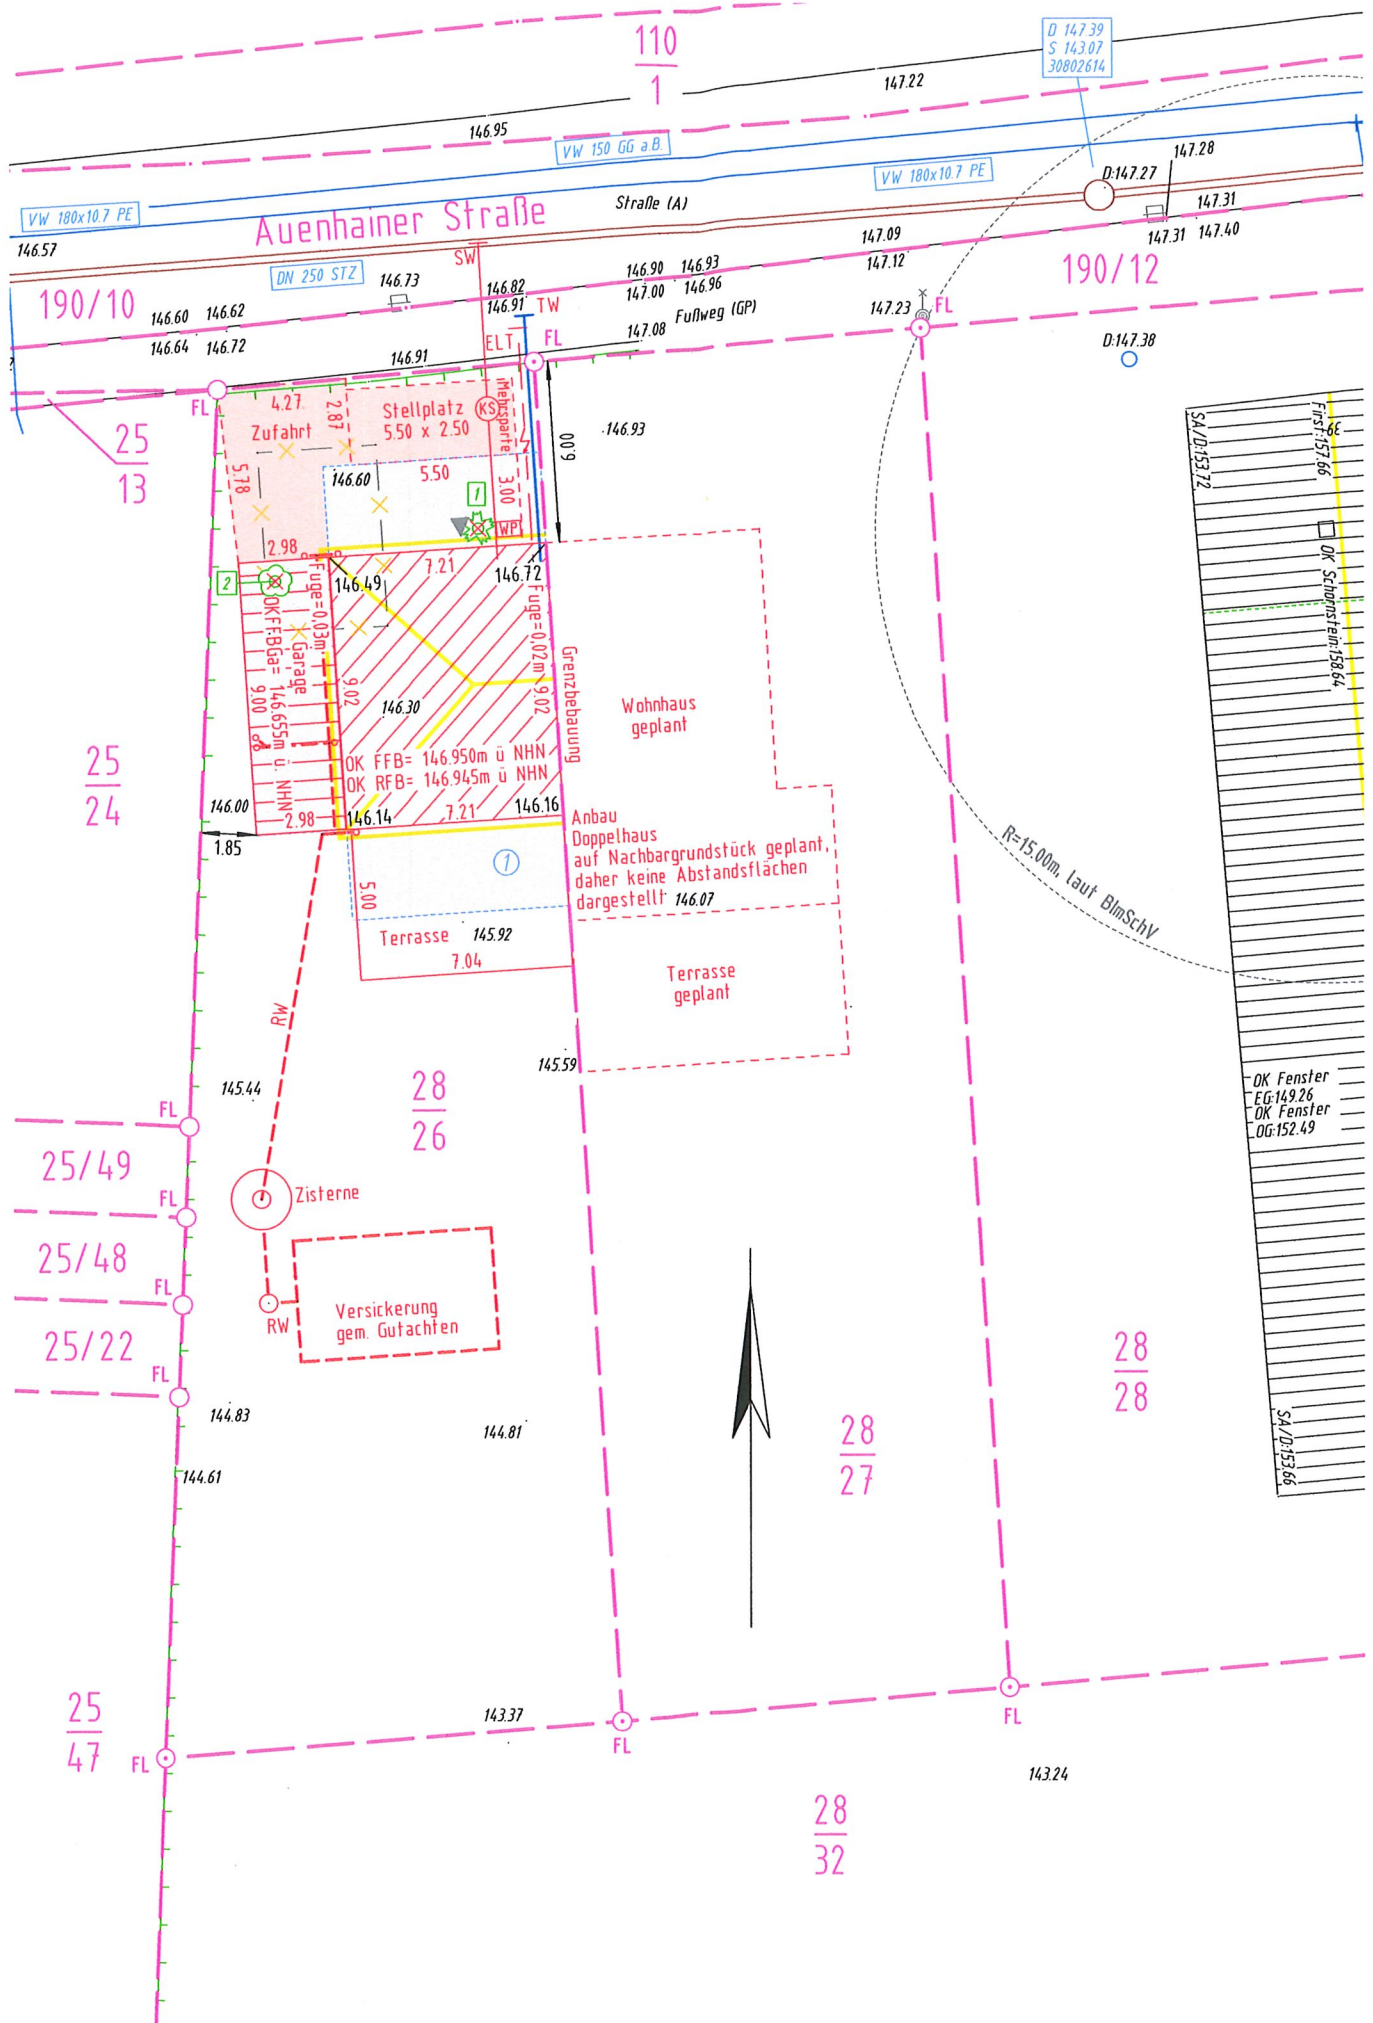 110
1
D 147.39
S 143.07
30802614
147.22
146.95
VW 150 GG a.B.
147.28
VW 180x10.7 PE
D:147.27
VW 180x10.7 PE
Auenhainer Straße
Straße (A)
147.31
146.57
SW
147.09
147.31 147.40
DN 250 STZ
146.73
146.90 146.93
147.12
190/12
190/10
146.82
147.00 146.96
146.60 146.62
146.91
TW
147.23
FL
Fußweg (GP)
147.08
146.64 146.72
ELT
FL
D:147.38
146.91
FL
4.27
2.87
Stellplatz
5.50 x 2.50
KS
Mehrsparte
Zufahrt
6.00
146.93
25
13
5.78
146.60
5.50
3.00
1
WP
SA/D:153.72
First:157.66
OK Schornstein:158.64
2.98
7.21
146.72
146.49
2
Fuge=0,03m
Fuge=0,02m
OKFFBGa= 146.655m ü NHN
Garage
9.00
9.02
9.02
Grenzbebauung
146.30
Wohnhaus
geplant
25
24
OK FFB= 146.950m ü NHN
OK RFB= 146.945m ü NHN
146.00
2.98
146.14
7.21
146.16
1.85
Anbau
Doppelhaus
auf Nachbargrundstück geplant,
daher keine Abstandsflächen
dargestellt
146.07
R=15.00m, laut BImSchV
1
5.00
Terrasse
145.92
7.04
Terrasse
geplant
RW
145.59
145.44
28
26
OK Fenster
EG:149.26
OK Fenster
OG:152.49
FL
25/49
Zisterne
FL
25/48
FL
RW
Versickerung
gem. Gutachten
25/22
FL
28
28
144.83
144.81
28
27
SA/D:153.66
144.61
25
47
143.37
FL
FL
FL
143.24
28
32